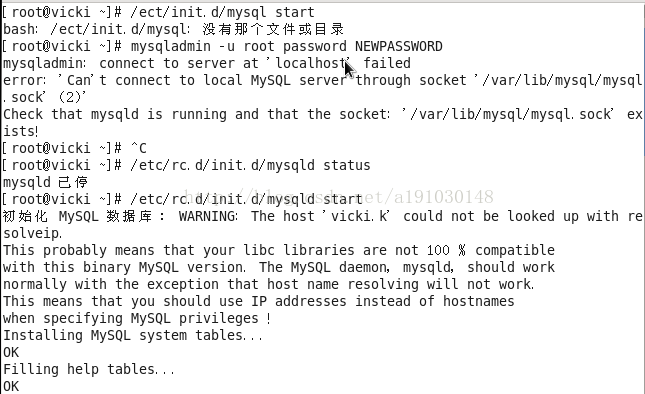 [root@vicki ~]# /ect/init.d/mysql start
bash: /ect/init.d/mysql: 没有那个文件或目录
[root@vicki ~]# mysqladmin -u root password NEWPASSWORD
mysqladmin: connect to server at 'localhost' failed
error: 'Can't connect to local MySQL server through socket '/var/lib/mysql/mysql
.sock' (2)'
Check that mysqld is running and that the socket: '/var/lib/mysql/mysql.sock' ex
ists!
[root@vicki ~]# ^C
[root@vicki ~]# /etc/rc.d/init.d/mysqld status
mysqld 已停
http://blog.csdn.net/a191030148
[root@vicki ~]# /etc/rc.d/init.d/mysqld start
初始化 MySQL 数据库: WARNING: The host 'vicki.k' could not be looked up with re
solveip.
This probably means that your libc libraries are not 100 % compatible
with this binary MySQL version. The MySQL daemon, mysqld, should work
normally with the exception that host name resolving will not work.
This means that you should use IP addresses instead of hostnames
when specifying MySQL privileges !
Installing MySQL system tables...
OK
Filling help tables...
OK